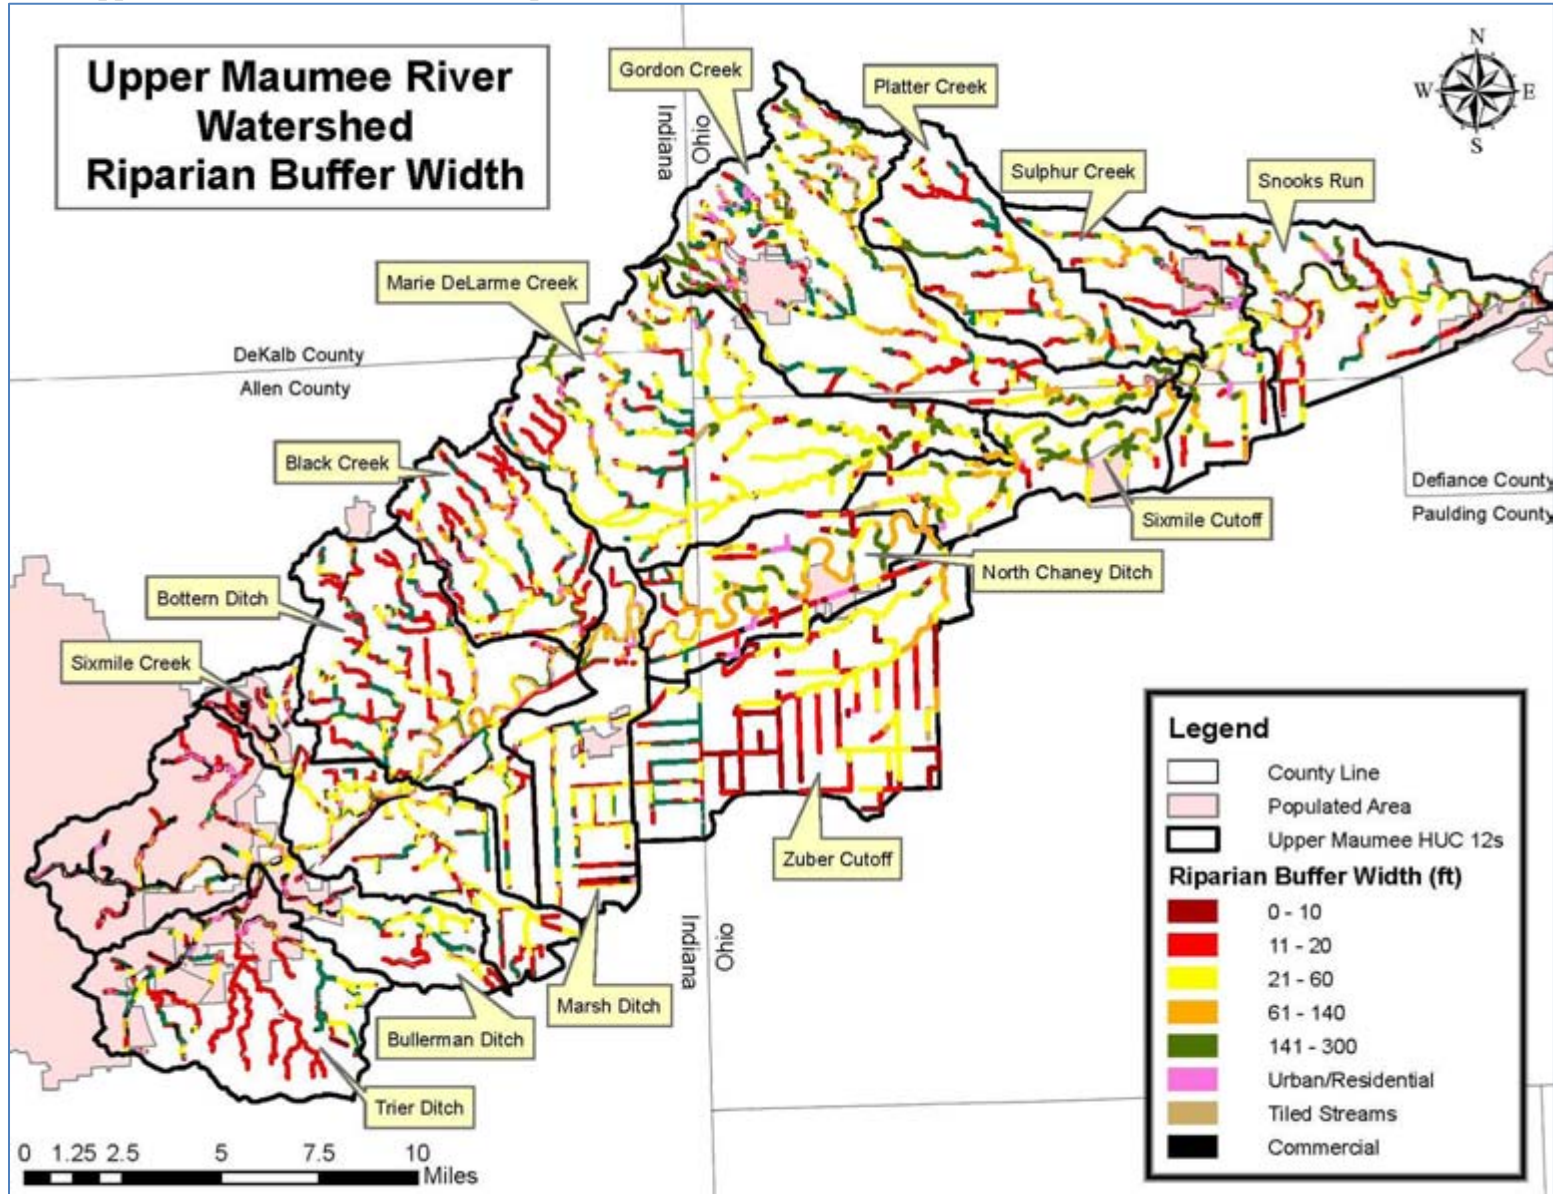 Upper Maumee River
Watershed
Riparian Buffer Width
Gordon Creek
Platter Creek
Sulphur Creek
Snooks Run
N
W
E
S
Indiana
Ohio
Marie DeLarme Creek
DeKalb County
Allen County
Black Creek
Defiance County
Paulding County
Sixmile Cutoff
North Chaney Ditch
Bottern Ditch
Sixmile Creek
Zuber Cutoff
Indiana
Ohio
Marsh Ditch
Bullerman Ditch
Trier Ditch
0 1.25 2.5 5 7.5 10
Miles
Legend
County Line
Populated Area
Upper Maumee HUC 12s
Riparian Buffer Width (ft)
0 - 10
11 - 20
21 - 60
61 - 140
141 - 300
Urban/Residential
Tiled Streams
Commercial